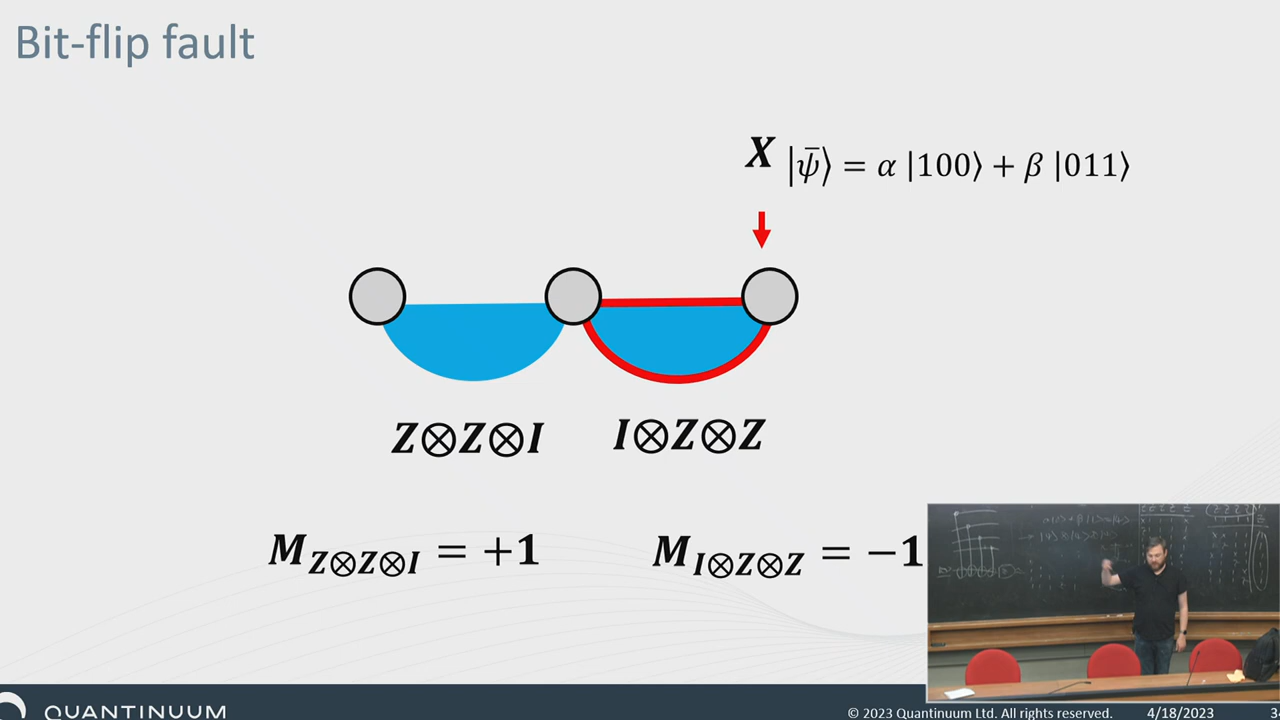 Bit-flip fault
X |ψ̄⟩ = α |100⟩ + β |011⟩
Z⊗Z⊗I I⊗Z⊗Z
M_{Z⊗Z⊗I} = +1 M_{I⊗Z⊗Z} = −1
QUANTINUUM © 2023 Quantinuum Ltd. All rights reserved. 4/18/2023